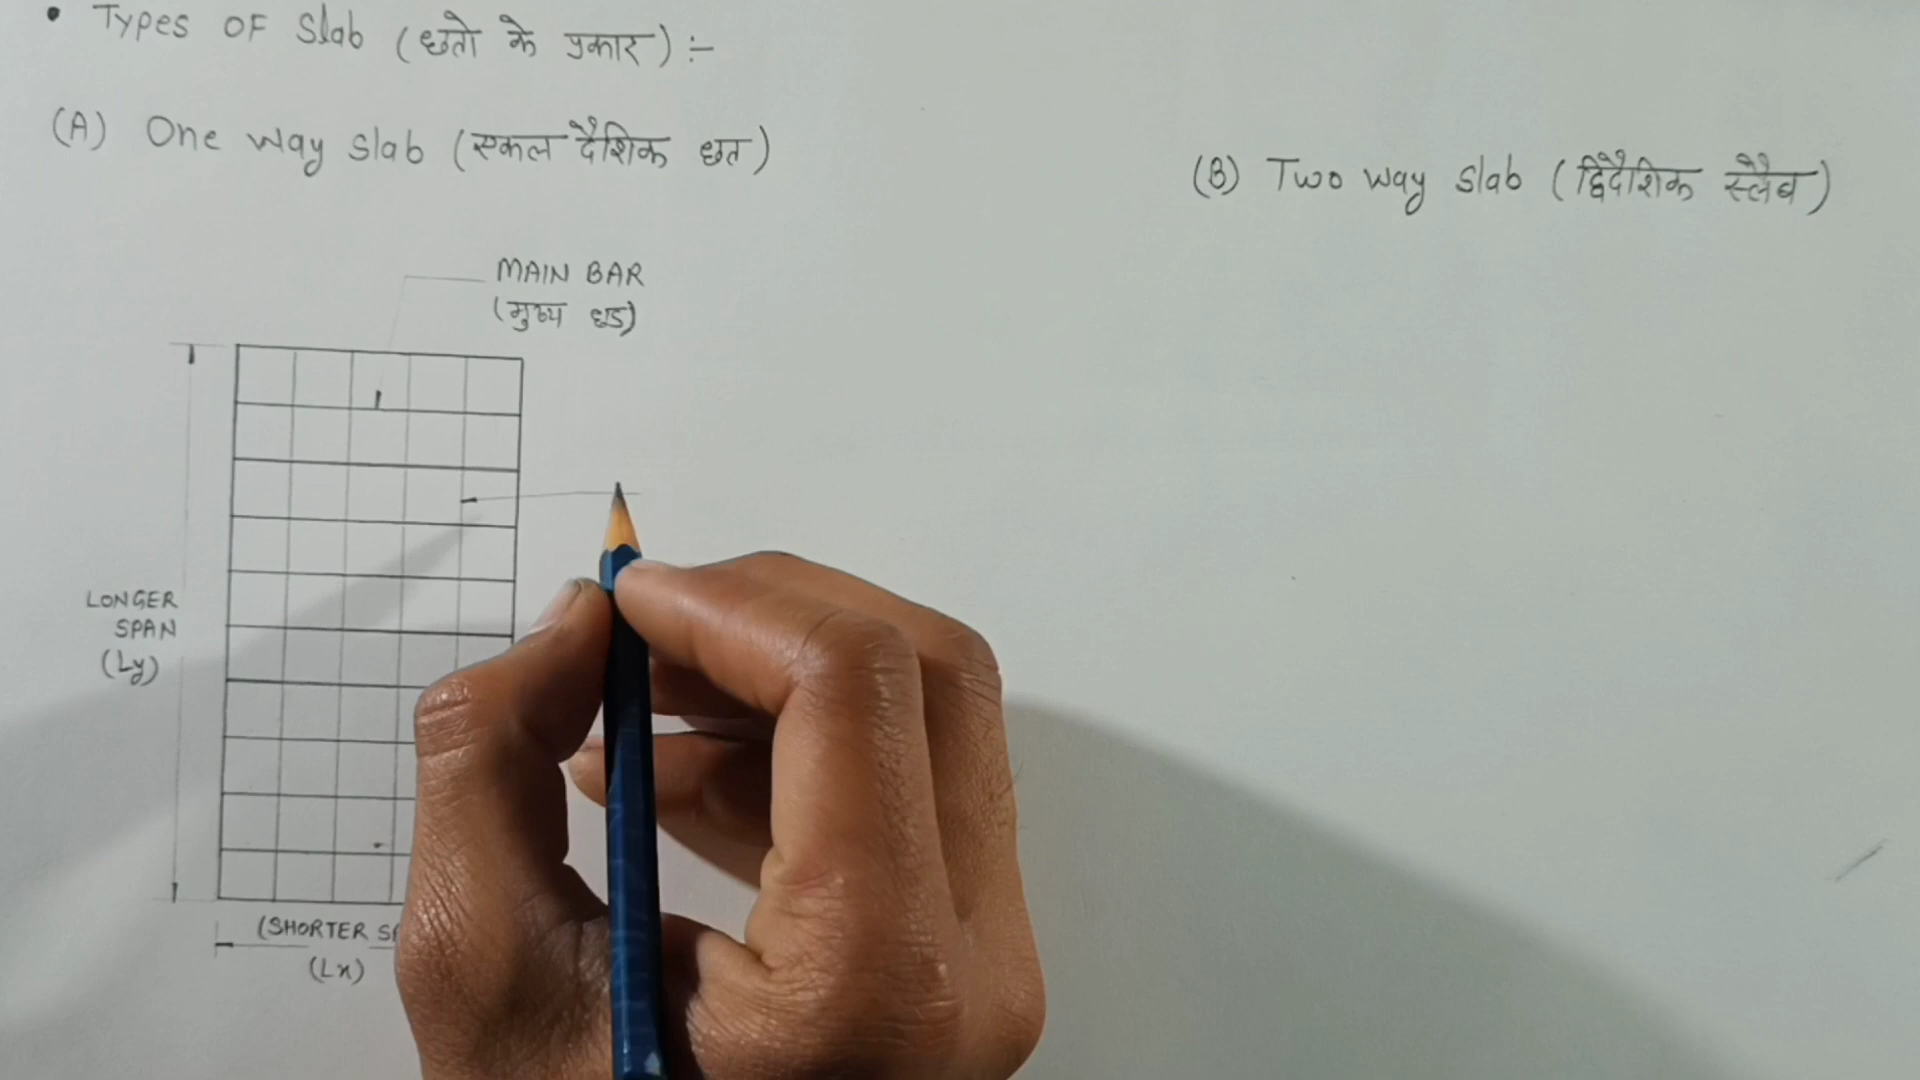 • Types OF Slab (छतो के प्रकार) :-
(A) One way slab (एकल दैशिक छत)
(B) Two way slab (द्विदैशिक स्लैब)
MAIN BAR
(मुख्य छड)
LONGER
SPAN
(Ly)
(SHORTER
(Lx)